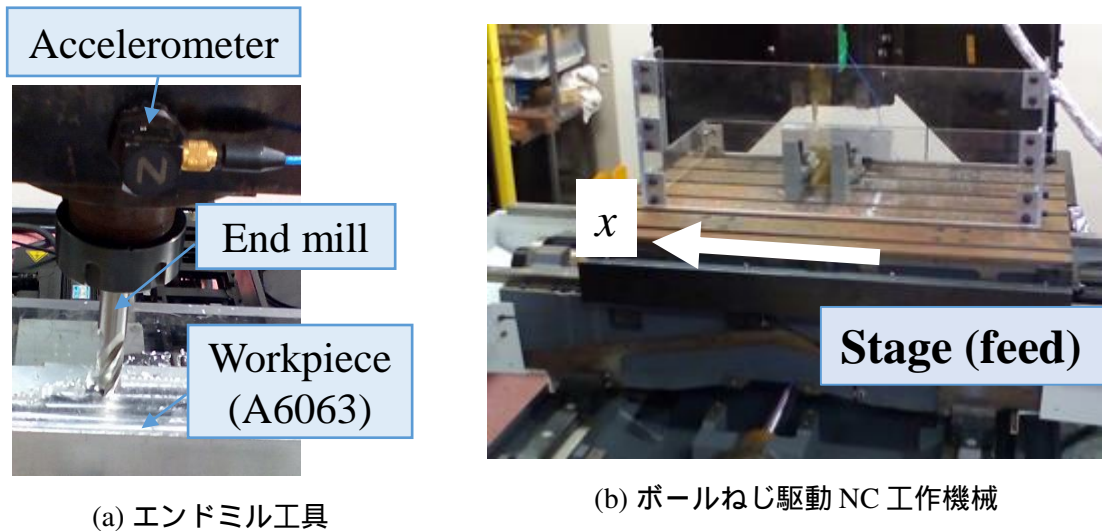 Accelerometer
N
End mill
Workpiece
(A6063)
(a) エンドミル工具
x
Stage (feed)
(b) ボールねじ駆動 NC 工作機械